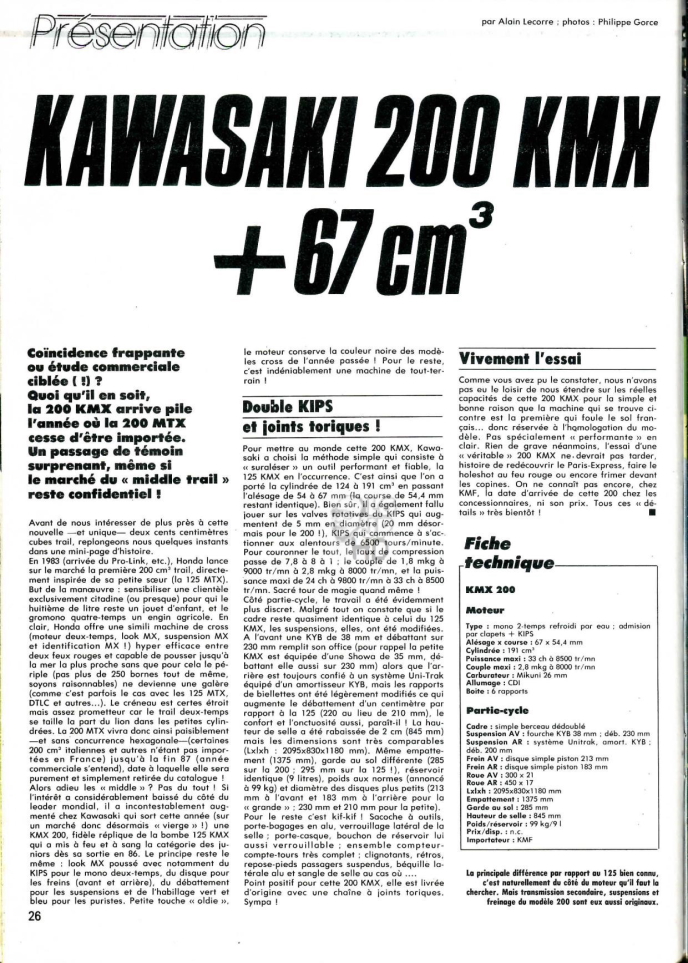 Présentation
par Alain Lecorre ; photos : Philippe Gorce
KAWASAKI 200 KMX
+ 67 cm³
Coïncidence frappante
ou étude commerciale
ciblée ( !) ?
Quoi qu'il en soit,
la 200 KMX arrive pile
l'année où la 200 MTX
cesse d'être importée.
Un passage de témoin
surprenant, même si
le marché du « middle trail »
reste confidentiel !
Avant de nous intéresser de plus près à cette
nouvelle —et unique— deux cents centimètres
cubes trail, replongeons nous quelques instants
dans une mini-page d'histoire.
En 1983 (arrivée du Pro-Link, etc.), Honda lance
sur le marché la première 200 cm³ trail, directe-
ment inspirée de sa petite sœur (la 125 MTX).
But de la manœuvre : sensibiliser une clientèle
exclusivement citadine (ou presque) pour qui le
huitième de litre reste un jouet d'enfant, et le
gromono quatre-temps un engin agricole. En
clair, Honda offre une simili machine de cross
(moteur deux-temps, look MX, suspension MX
et identification MX !) hyper efficace entre
deux feux rouges et capable de pousser jusqu'à
la mer la plus proche sans que pour cela le pé-
riple (pas plus de 250 bornes tout de même,
soyons raisonnables) ne devienne une galère
(comme c'est parfois le cas avec les 125 MTX,
DTLC et autres...). Le créneau est certes étroit
mais assez prometteur car le trail deux-temps
se taille la part du lion dans les petites cylin-
drées. La 200 MTX va donc ainsi paisiblement
—et sans concurrence hexagonale—(certaines
200 cm³ italiennes et autres n'étant pas impor-
tées en France) jusqu'à la fin 87 (année
commerciale s'entend), date à laquelle elle sera
purement et simplement retirée du catalogue !
Alors adieu les « middle » ? Pas du tout ! Si
l'intérêt a considérablement baissé du côté du
leader mondial, il a incontestablement aug-
menté chez Kawasaki qui sort cette année (sur
un marché donc désormais « vierge » !) une
KMX 200, fidèle réplique de la bombe 125 KMX
qui a mis à feu et à sang la catégorie des ju-
niors dès sa sortie en 86. Le principe reste le
même : look MX poussé avec notamment du
KIPS pour le mono deux-temps, du disque pour
les freins (avant et arrière), du débattement
pour les suspensions et de l'habillage vert et
bleu pour les puristes. Petite touche « oldie »,
26
le moteur conserve la couleur noire des modè-
les cross de l'année passée ! Pour le reste,
c'est indéniablement une machine de tout-ter-
rain !
Double KIPS
et joints toriques !
Pour mettre au monde cette 200 KMX, Kawa-
saki a choisi la méthode simple qui consiste à
« suraléser » un outil performant et fiable, la
125 KMX en l'occurrence. C'est ainsi que l'on a
porté la cylindrée de 124 à 191 cm³ en passant
l'alésage de 54 à 67 mm (la course de 54,4 mm
restant identique). Bien sûr il a également fallu
jouer sur les valves rotatives du KIPS qui aug-
mentent de 5 mm en diamètre (20 mm désor-
mais pour le 200 !), KIPS qui commence à s'ac-
tionner aux alentours de 6500 tours/minute.
Pour couronner le tout, le taux de compression
passe de 7,8 à 8 à 1 ; le couple de 1,8 mkg à
9000 tr/mn à 2,8 mkg à 8000 tr/mn, et la puis-
sance maxi de 24 ch à 9800 tr/mn à 33 ch à 8500
tr/mn. Sacré tour de magie quand même !
Côté partie-cycle, le travail a été évidemment
plus discret. Malgré tout on constate que si le
cadre reste quasiment identique à celui du 125
KMX, les suspensions, elles, ont été modifiées.
A l'avant une KYB de 38 mm et débattant sur
230 mm remplit son office (pour rappel la petite
KMX est équipée d'une Showa de 35 mm, dé-
battant elle aussi sur 230 mm) alors que l'ar-
rière est toujours confié à un système Uni-Trak
équipé d'un amortisseur KYB, mais les rapports
de biellettes ont été légèrement modifiés ce qui
augmente le débattement d'un centimètre par
rapport à la 125 (220 au lieu de 210 mm), le
confort et l'onctuosité aussi, paraît-il ! La hau-
teur de selle a été rabaissée de 2 cm (845 mm)
mais les dimensions sont très comparables
(Lxlxh : 2095x830x1180 mm). Même empatte-
ment (1375 mm), garde au sol différente (285
sur la 200 ; 295 mm sur la 125 !), réservoir
identique (9 litres), poids aux normes (annoncé
à 99 kg) et diamètre des disques plus petits (213
mm à l'avant et 183 mm à l'arrière pour la
« grande » ; 230 mm et 210 mm pour la petite).
Pour le reste c'est kif-kif ! Sacoche à outils,
porte-bagages en alu, verrouillage latéral de la
selle ; porte-casque, bouchon de réservoir lui
aussi verrouillable ; ensemble compteur-
compte-tours très complet ; clignotants, rétros,
repose-pieds passagers suspendus, béquille la-
térale alu et sangle de selle au cas où ....
Point positif pour cette 200 KMX, elle est livrée
d'origine avec une chaîne à joints toriques.
Sympa !
Vivement l'essai
Comme vous avez pu le constater, nous n'avons
pas eu le loisir de nous étendre sur les réelles
capacités de cette 200 KMX pour la simple et
bonne raison que la machine qui se trouve ci-
contre est la première qui foule le sol fran-
çais... donc réservée à l'homologation du mo-
dèle. Pas spécialement « performante » en
clair. Rien de grave néanmoins, l'essai d'une
« véritable » 200 KMX ne devrait pas tarder,
histoire de redécouvrir le Paris-Express, faire le
holeshot au feu rouge ou encore frimer devant
les copines. On ne connaît pas encore, chez
KMF, la date d'arrivée de cette 200 chez les
concessionnaires, ni son prix. Tous ces « dé-
tails » très bientôt !
Fiche
technique
KMX 200
Moteur
Type : mono 2-temps refroidi par eau ; admision
par clapets + KIPS
Alésage x course : 67 x 54,4 mm
Cylindrée : 191 cm³
Puissance maxi : 33 ch à 8500 tr/mn
Couple maxi : 2,8 mkg à 8000 tr/mn
Carburateur : Mikuni 26 mm
Allumage : CDI
Boite : 6 rapports
Partie-cycle
Cadre : simple berceau dédoublé
Suspension AV : fourche KYB 38 mm ; déb. 230 mm
Suspension AR : système Unitrak, amort. KYB ;
déb. 200 mm
Frein AV : disque simple piston 213 mm
Frein AR : disque simple piston 183 mm
Roue AV : 300 x 21
Roue AR : 450 x 17
Lxlxh : 2095x830x1180 mm
Empattement : 1375 mm
Garde au sol : 285 mm
Hauteur de selle : 845 mm
Poids/réservoir : 99 kg/9 l
Prix/disp. : n.c.
Importateur : KMF
La principale différence par rapport au 125 bien connu,
c'est naturellement du côté du moteur qu'il faut la
chercher. Mais transmission secondaire, suspensions et
freinage du modèle 200 sont eux aussi originaux.